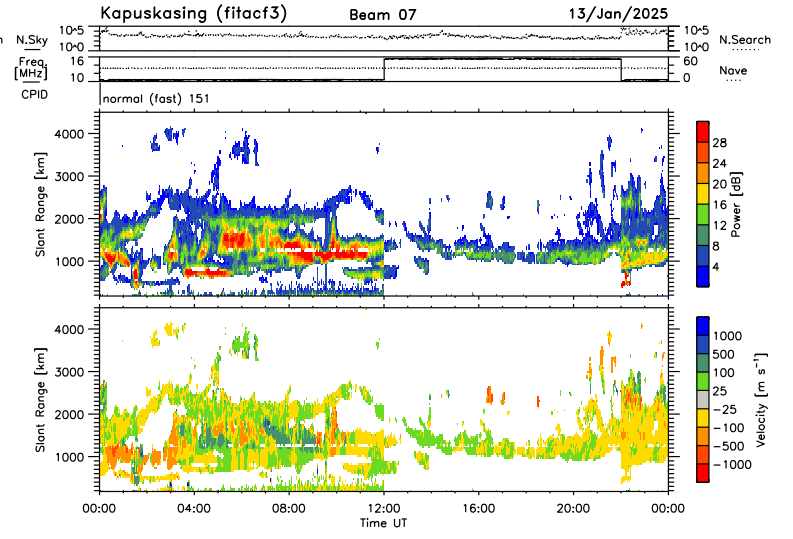 Kapuskasing (fitacf3) Beam 07 13/Jan/2025
n N.Sky 10^5 10^5
10^0 10^0 N.Search
Freq. 16 60
[MHz] 10 0 Nave
CPID normal (fast) 151
4000
3000
2000
1000
Slant Range [km]
28
24
20
16
12
8
4
Power [dB]
4000
3000
2000
1000
Slant Range [km]
1000
500
100
25
-25
-100
-500
-1000
Velocity [m s^-1]
00:00 04:00 08:00 12:00 16:00 20:00 00:00
Time UT